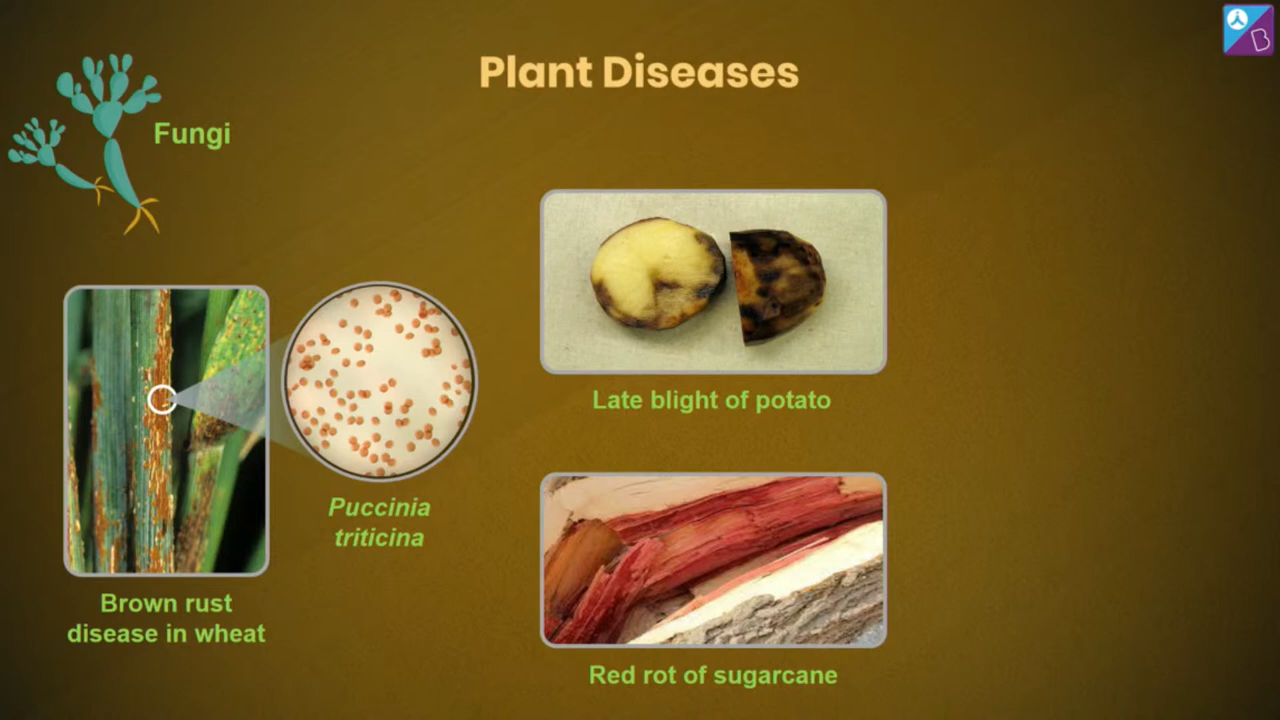 Plant Diseases
Fungi
Late blight of potato
Puccinia
triticina
Brown rust
disease in wheat
Red rot of sugarcane